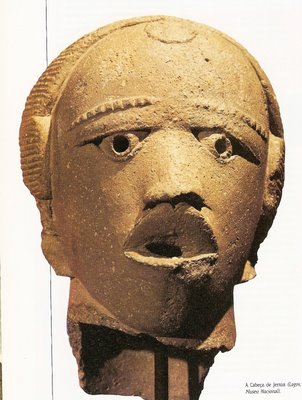 A Cabeça de Jemaa (Lagos,
Museu Nacional).